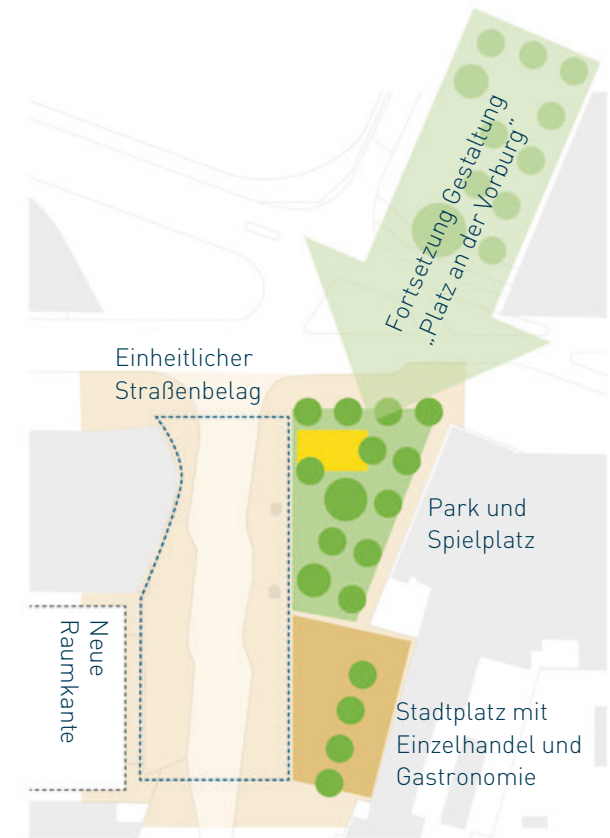 Fortsetzung Gestaltung
„Platz an der Vorburg”
Einheitlicher
Straßenbelag
Park und
Spielplatz
Neue
Raumkante
Stadtplatz mit
Einzelhandel und
Gastronomie